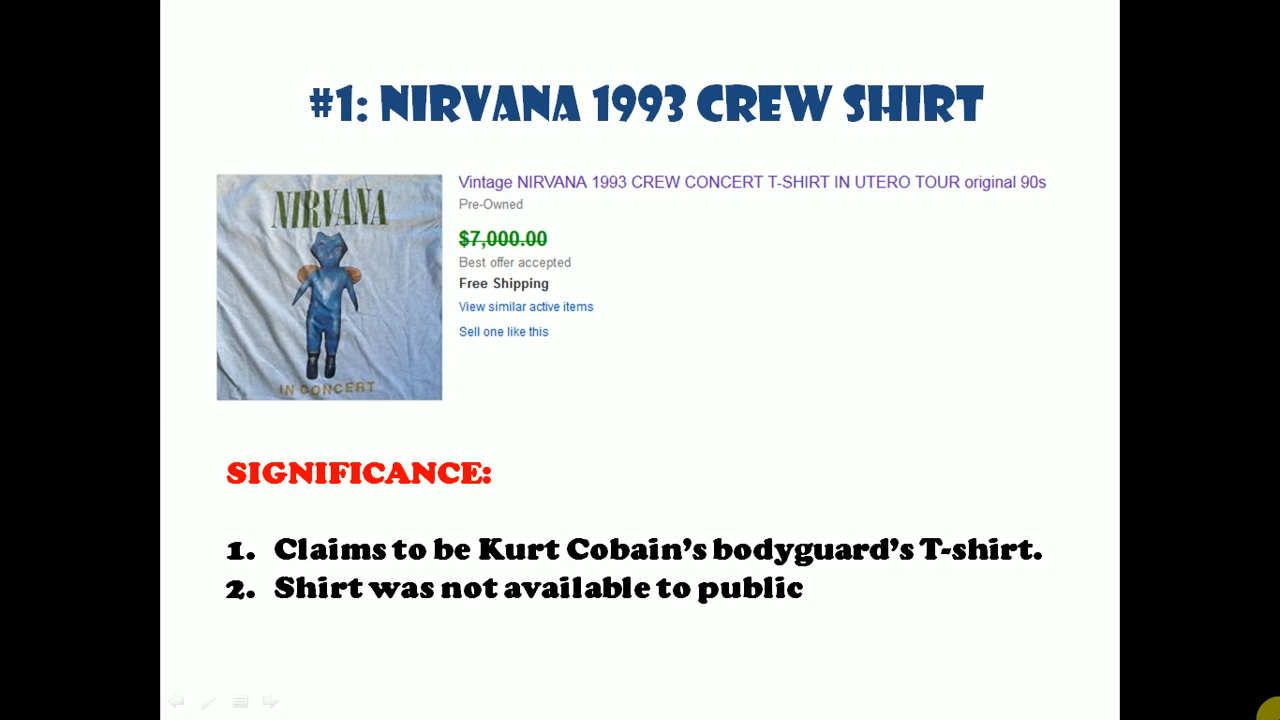 #1: NIRVANA 1993 CREW SHIRT
NIRVANA
IN CONCERT
Vintage NIRVANA 1993 CREW CONCERT T-SHIRT IN UTERO TOUR original 90s
Pre-Owned
$7,000.00
Best offer accepted
Free Shipping
View similar active items
Sell one like this
SIGNIFICANCE:
1. Claims to be Kurt Cobain’s bodyguard’s T-shirt.
2. Shirt was not available to public